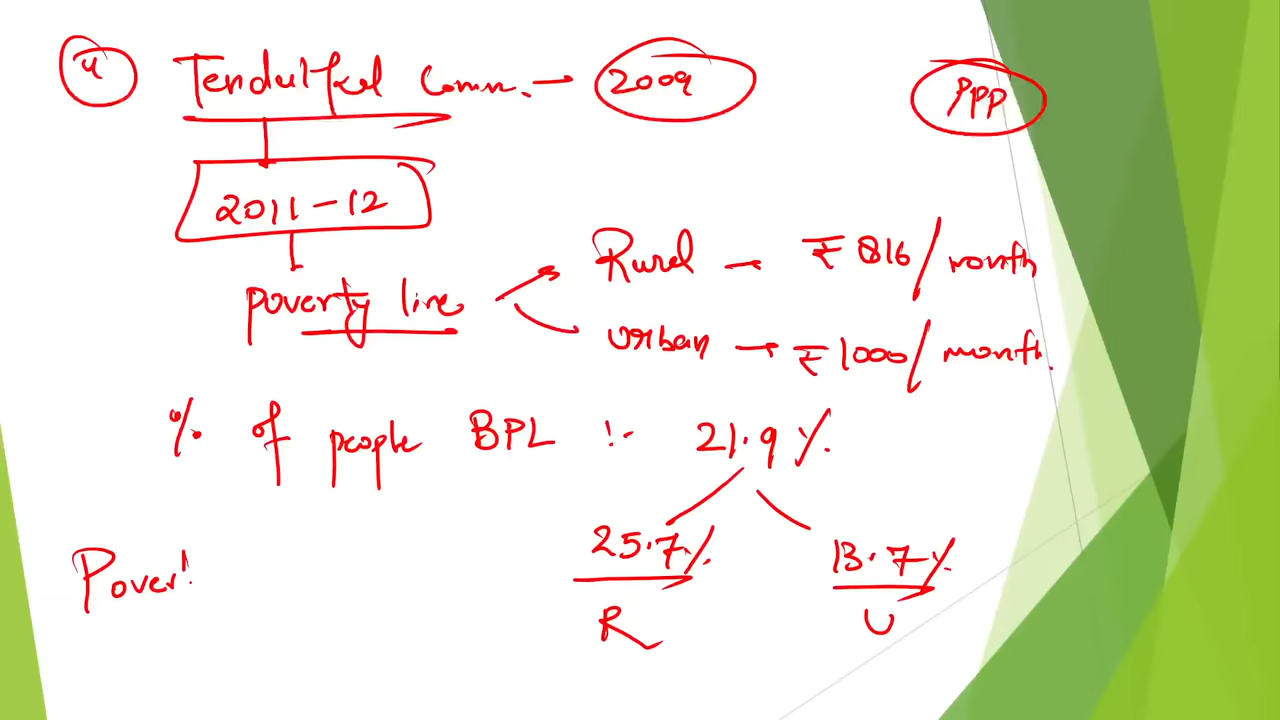 4 Tendulkar Comm. → 2009 PPP
2011-12
poverty line
Rural → ₹816/month
Urban → ₹1000/month.
% of people BPL :- 21.9%
25.7% 13.7%
R U
Pover